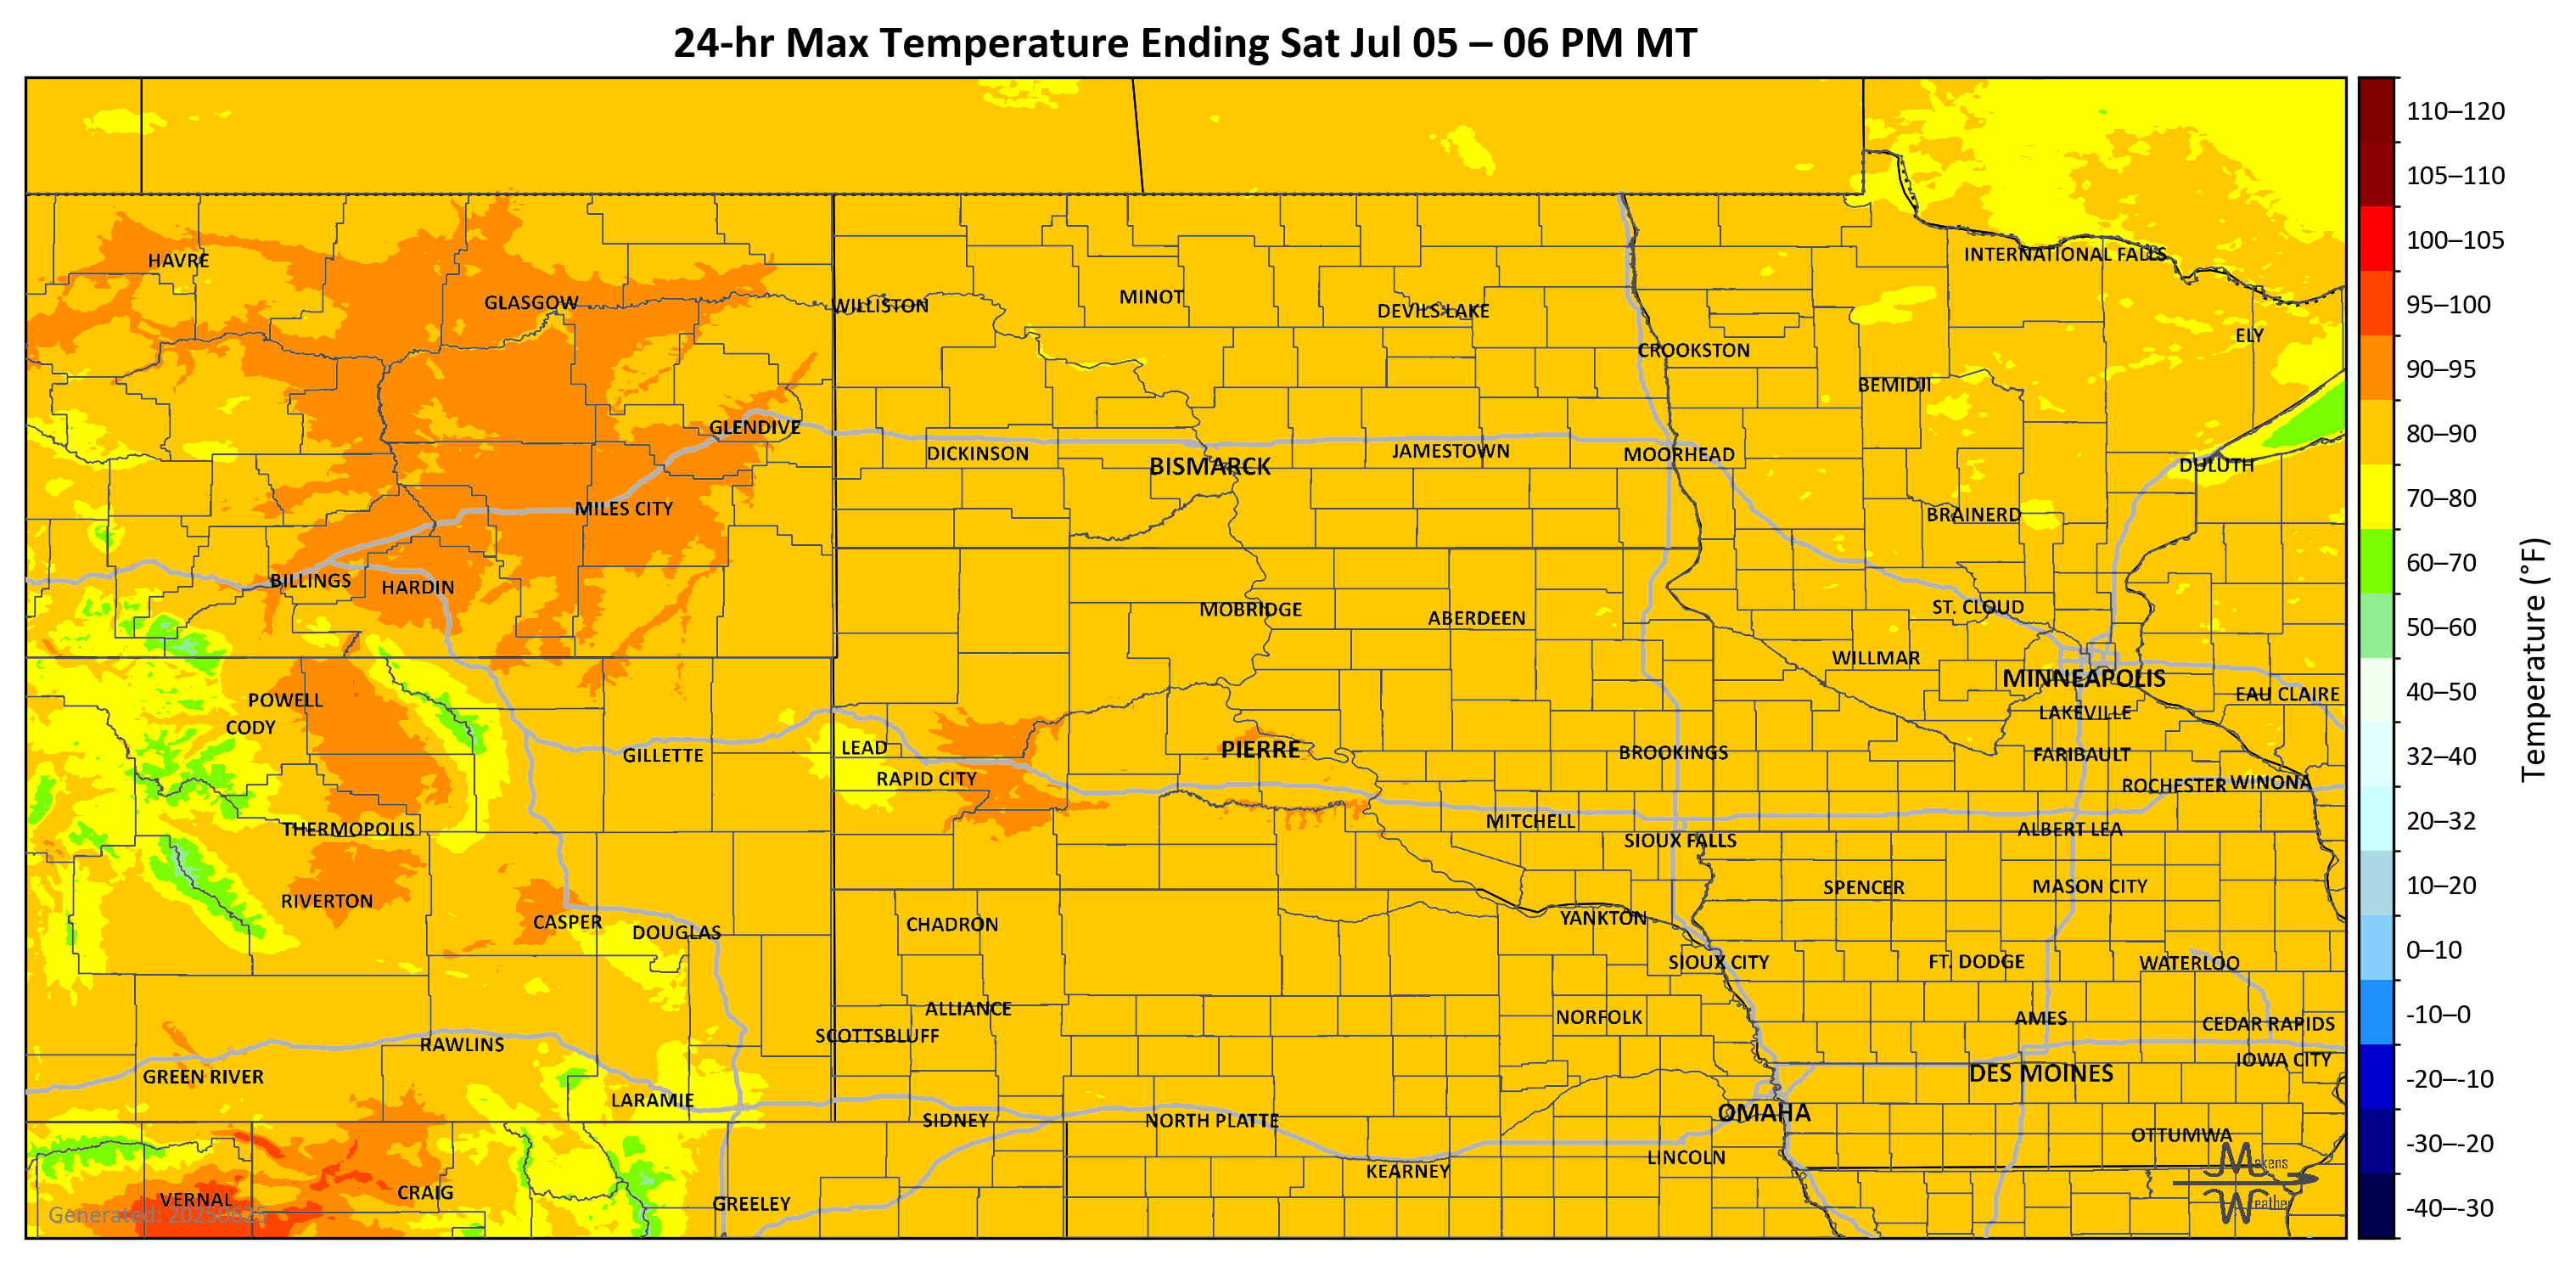 24-hr Max Temperature Ending Sat Jul 05 – 06 PM MT
HAVRE
GLASGOW
WILLISTON
MINOT
DEVILS LAKE
INTERNATIONAL FALLS
ELY
CROOKSTON
BEMIDJI
GLENDIVE
DICKINSON
BISMARCK
JAMESTOWN
MOORHEAD
DULUTH
MILES CITY
BRAINERD
BILLINGS
HARDIN
MOBRIDGE
ABERDEEN
ST. CLOUD
WILLMAR
MINNEAPOLIS
EAU CLAIRE
POWELL
CODY
LAKEVILLE
GILLETTE
LEAD
RAPID CITY
PIERRE
BROOKINGS
FARIBAULT
ROCHESTER
WINONA
THERMOPOLIS
MITCHELL
SIOUX FALLS
ALBERT LEA
RIVERTON
CASPER
DOUGLAS
CHADRON
YANKTON
SPENCER
MASON CITY
SIOUX CITY
FT. DODGE
WATERLOO
ALLIANCE
SCOTTSBLUFF
NORFOLK
AMES
CEDAR RAPIDS
RAWLINS
GREEN RIVER
IOWA CITY
DES MOINES
LARAMIE
SIDNEY
NORTH PLATTE
OMAHA
OTTUMWA
KEARNEY
LINCOLN
VERNAL
CRAIG
GREELEY
Generated: 20250625
Makens
Weather
110–120
105–110
100–105
95–100
90–95
80–90
70–80
60–70
50–60
40–50
32–40
20–32
10–20
0–10
-10–0
-20–-10
-30–-20
-40–-30
Temperature (°F)